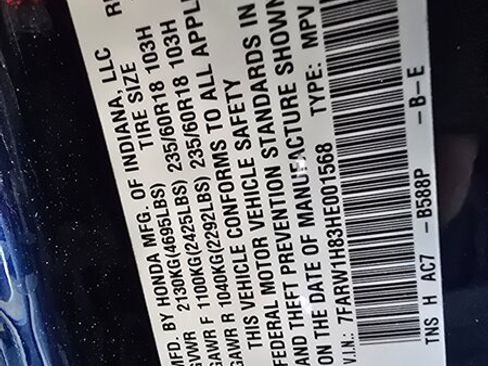 MFD. BY HONDA MFG. OF INDIANA, LLC
TIRE SIZE
GVWR 2130KG(4695LBS)
GAWR F 1100KG(2425LBS) 235/60R18 103H
GAWR R 1040KG(2292LBS) 235/60R18 103H
THIS VEHICLE CONFORMS TO ALL APPL
FEDERAL MOTOR VEHICLE SAFETY
AND THEFT PREVENTION STANDARDS IN
ON THE DATE OF MANUFACTURE SHOWN
V.I.N.: 7FARW1H83HE001568 TYPE: MPV
TNS H AC7 -B588P -B-E